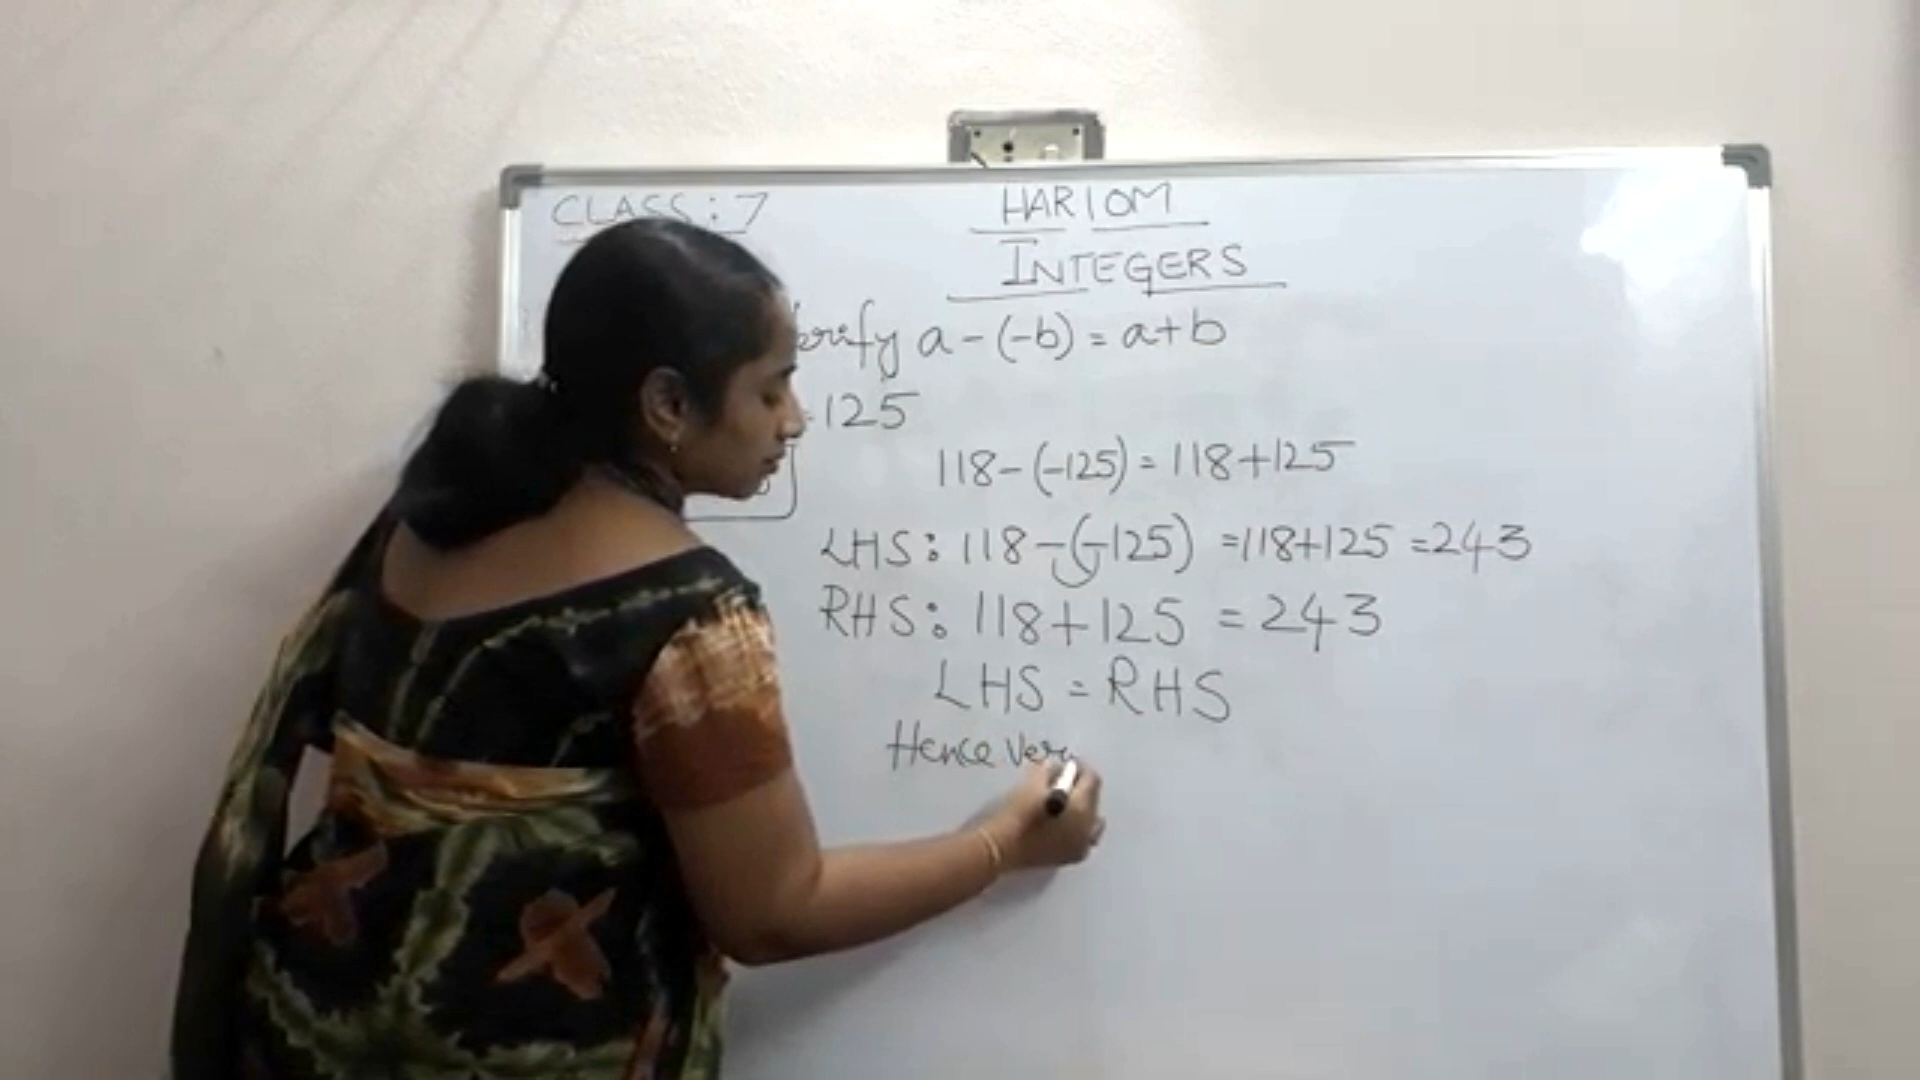 CLASS: 7
HARIOM
INTEGERS
erify a - (-b) = a+b
125
118-(-125) = 118+125
LHS: 118-(-125) =118+125 =243
RHS: 118+125 = 243
LHS = RHS
Hence Ver